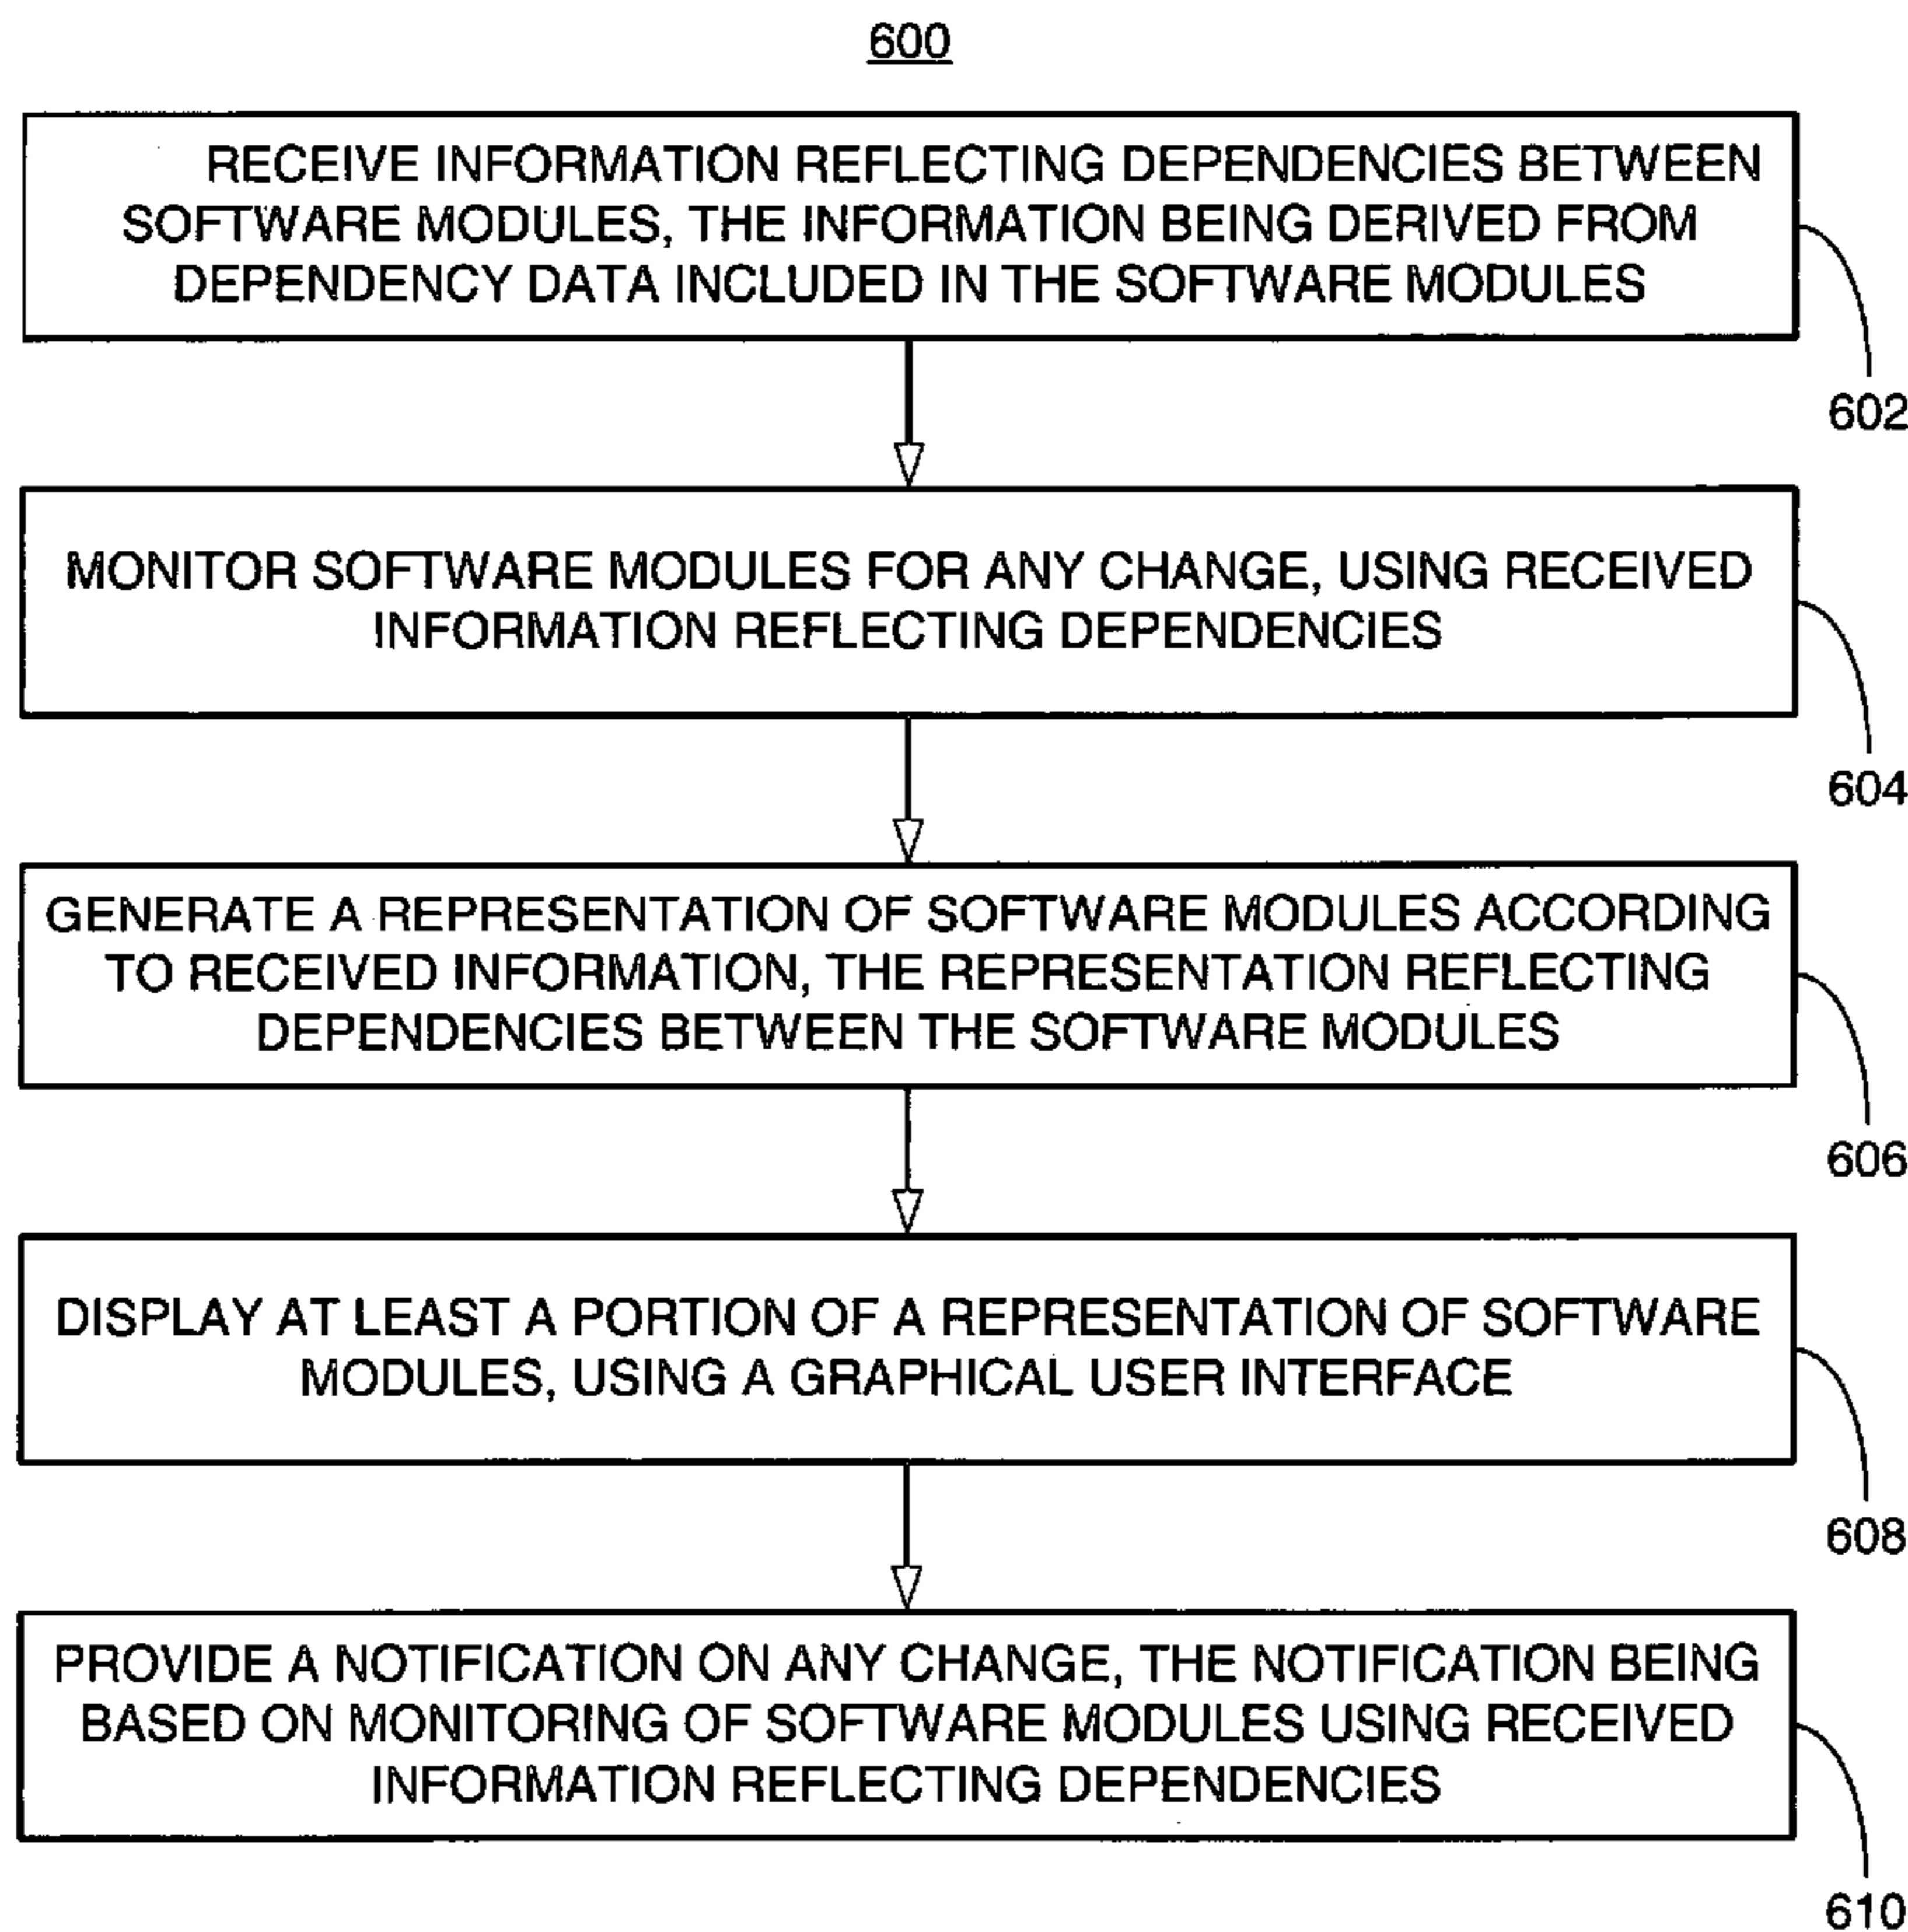 600
RECEIVE INFORMATION REFLECTING DEPENDENCIES BETWEEN
SOFTWARE MODULES, THE INFORMATION BEING DERIVED FROM
DEPENDENCY DATA INCLUDED IN THE SOFTWARE MODULES
602
MONITOR SOFTWARE MODULES FOR ANY CHANGE, USING RECEIVED
INFORMATION REFLECTING DEPENDENCIES
604
GENERATE A REPRESENTATION OF SOFTWARE MODULES ACCORDING
TO RECEIVED INFORMATION, THE REPRESENTATION REFLECTING
DEPENDENCIES BETWEEN THE SOFTWARE MODULES
606
DISPLAY AT LEAST A PORTION OF A REPRESENTATION OF SOFTWARE
MODULES, USING A GRAPHICAL USER INTERFACE
608
PROVIDE A NOTIFICATION ON ANY CHANGE, THE NOTIFICATION BEING
BASED ON MONITORING OF SOFTWARE MODULES USING RECEIVED
INFORMATION REFLECTING DEPENDENCIES
610